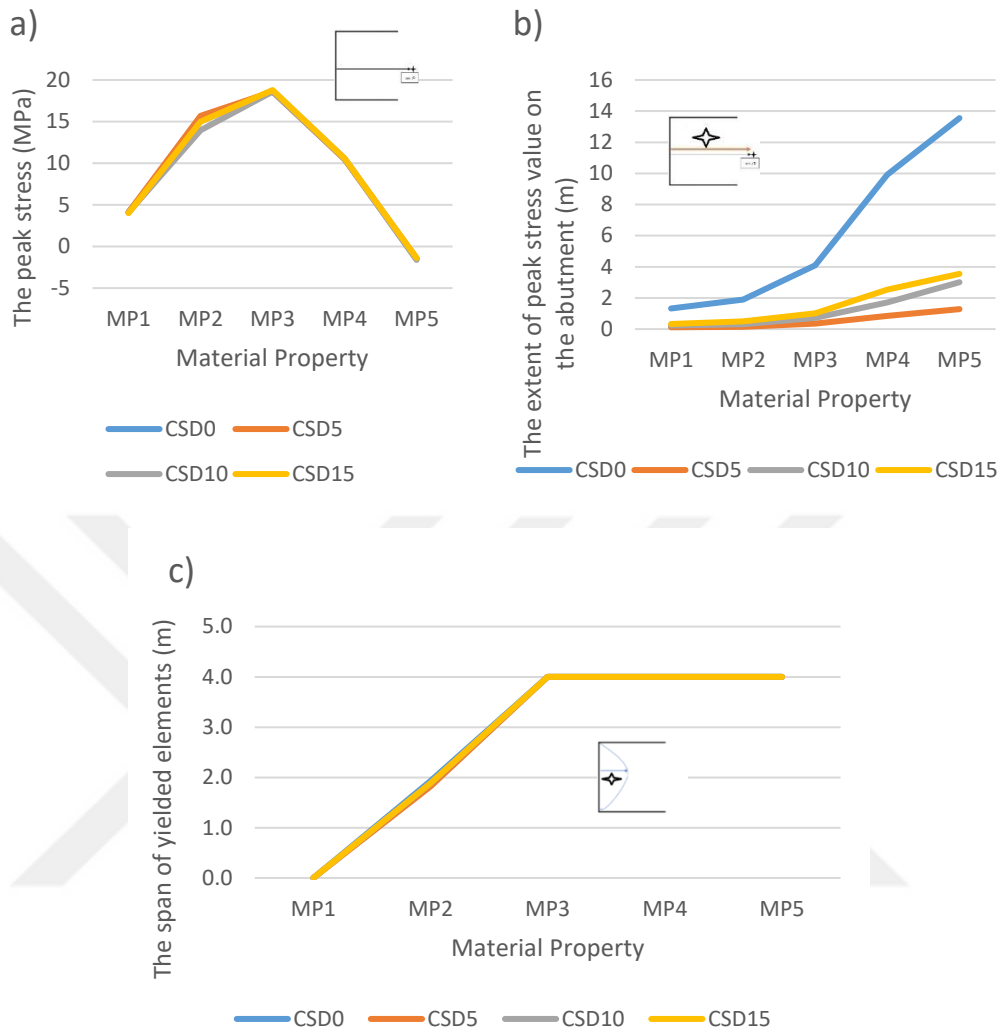 a)
The peak stress (MPa)
20
15
10
5
0
-5
MP1 MP2 MP3 MP4 MP5
Material Property
CSD0 CSD5
CSD10 CSD15
b)
The extent of peak stress value on
the abutment (m)
16
14
12
10
8
6
4
2
0
MP1 MP2 MP3 MP4 MP5
Material Property
CSD0 CSD5 CSD10 CSD15
c)
The span of yielded elements (m)
5.0
4.0
3.0
2.0
1.0
0.0
MP1 MP2 MP3 MP4 MP5
Material Property
CSD0 CSD5 CSD10 CSD15